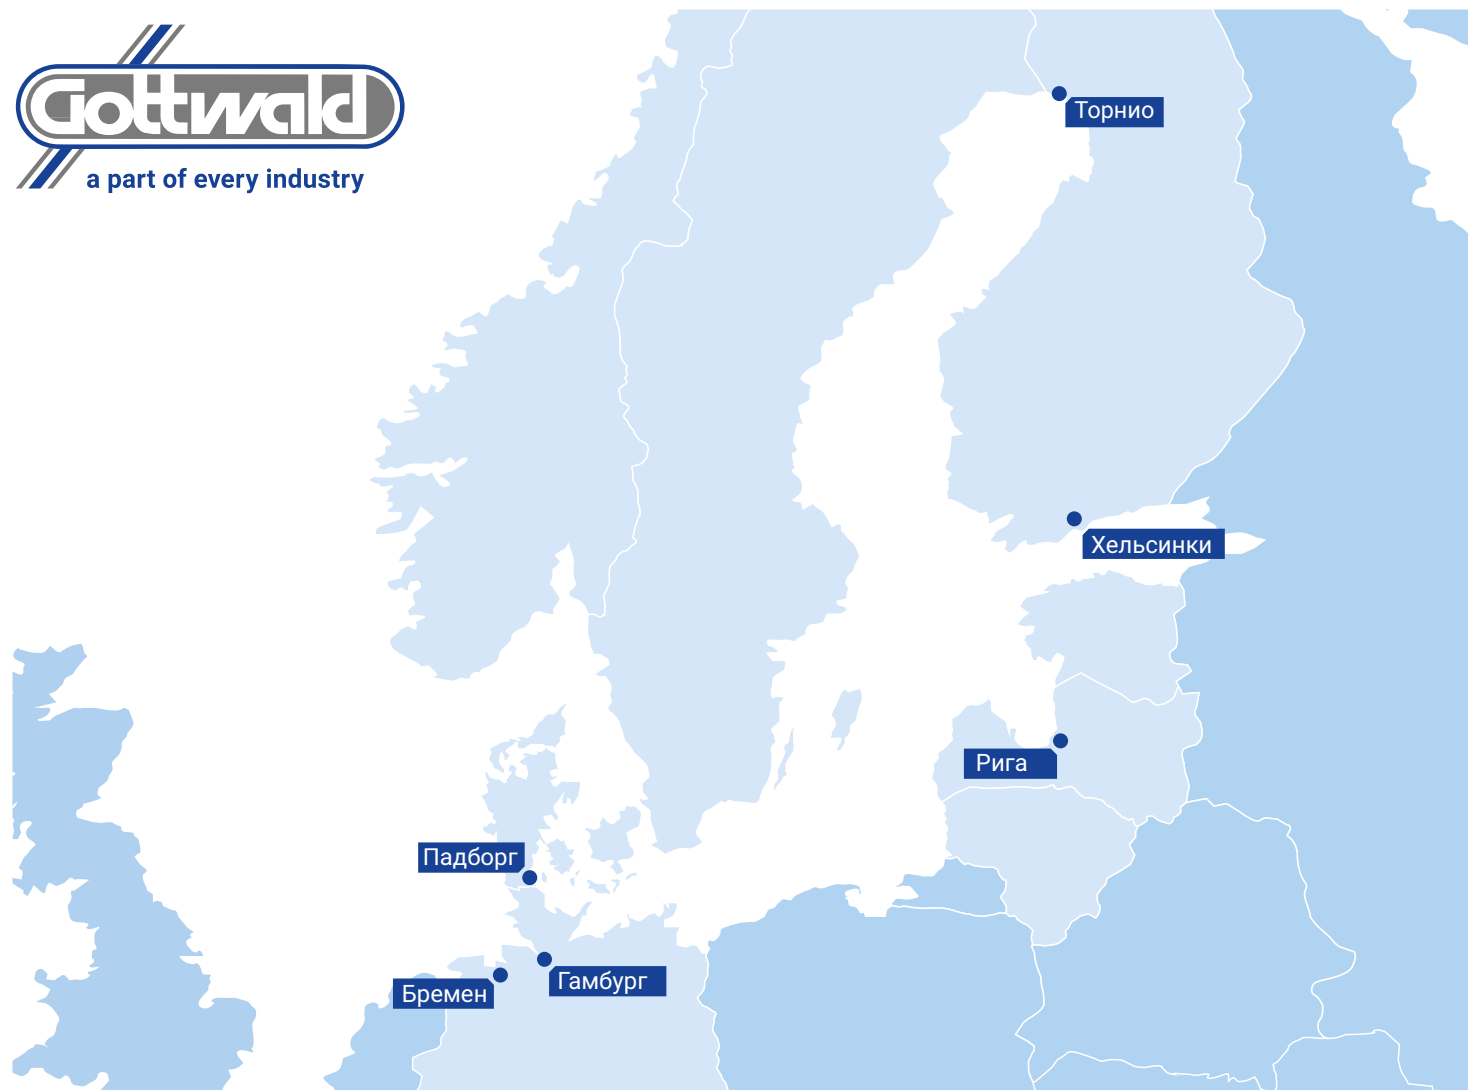 Gottwald
a part of every industry
Торнио
Хельсинки
Рига
Падборг
Гамбург
Бремен